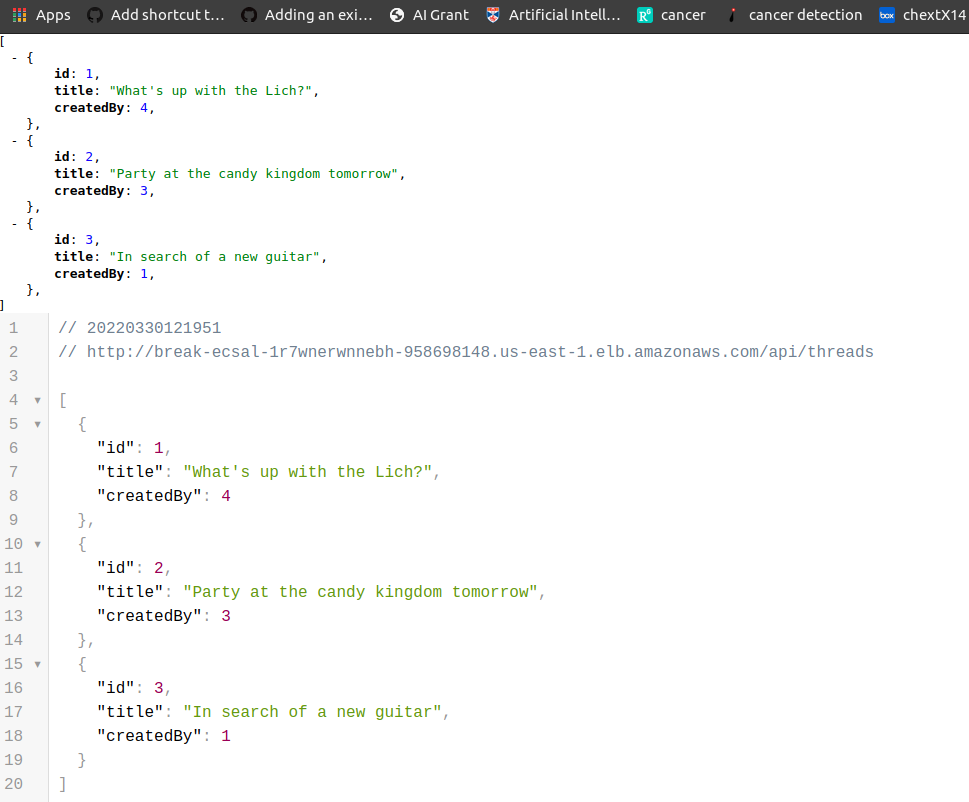 Apps Add shortcut t... Adding an exi... AI Grant Artificial Intell... R^G cancer cancer detection box chextX14
[
- {
id: 1,
title: "What's up with the Lich?",
createdBy: 4,
},
- {
id: 2,
title: "Party at the candy kingdom tomorrow",
createdBy: 3,
},
- {
id: 3,
title: "In search of a new guitar",
createdBy: 1,
},
]
1 // 20220330121951
2 // http://break-ecsal-1r7wnerwnnebh-958698148.us-east-1.elb.amazonaws.com/api/threads
3
4 ▾ [
5 ▾ {
6 "id": 1,
7 "title": "What's up with the Lich?",
8 "createdBy": 4
9 },
10 ▾ {
11 "id": 2,
12 "title": "Party at the candy kingdom tomorrow",
13 "createdBy": 3
14 },
15 ▾ {
16 "id": 3,
17 "title": "In search of a new guitar",
18 "createdBy": 1
19 }
20 ]